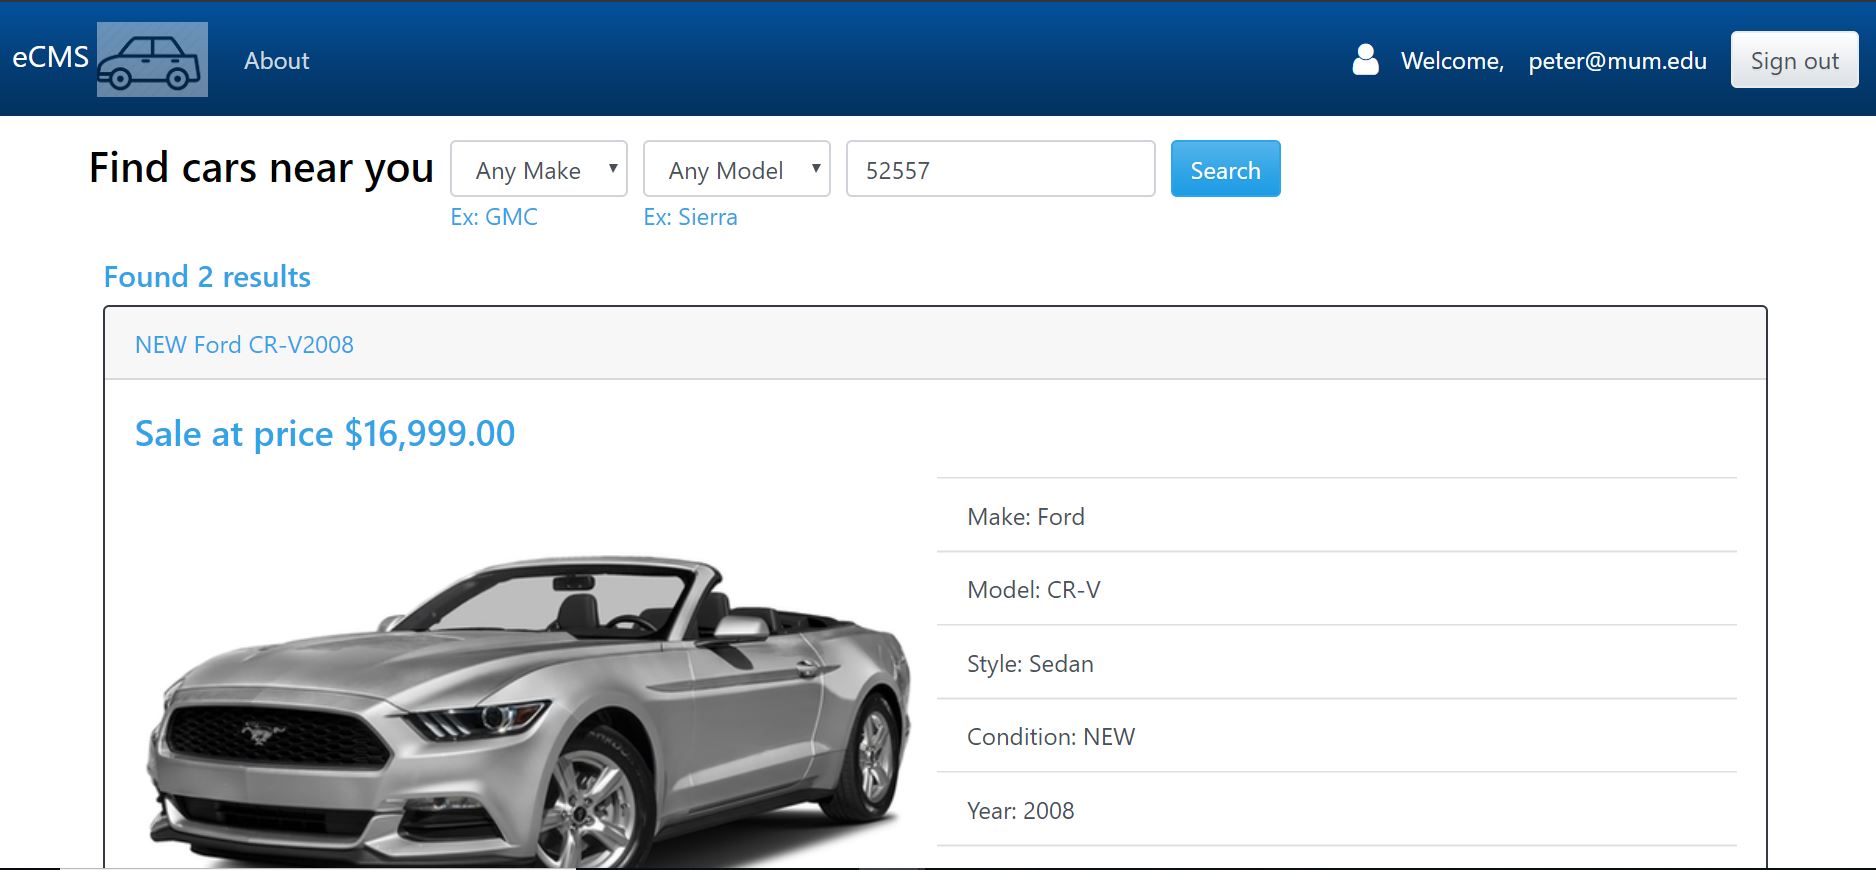 eCMS About Welcome, peter@mum.edu Sign out
Find cars near you Any Make Any Model 52557 Search
Ex: GMC Ex: Sierra
Found 2 results
NEW Ford CR-V2008
Sale at price $16,999.00
Make: Ford
Model: CR-V
Style: Sedan
Condition: NEW
Year: 2008